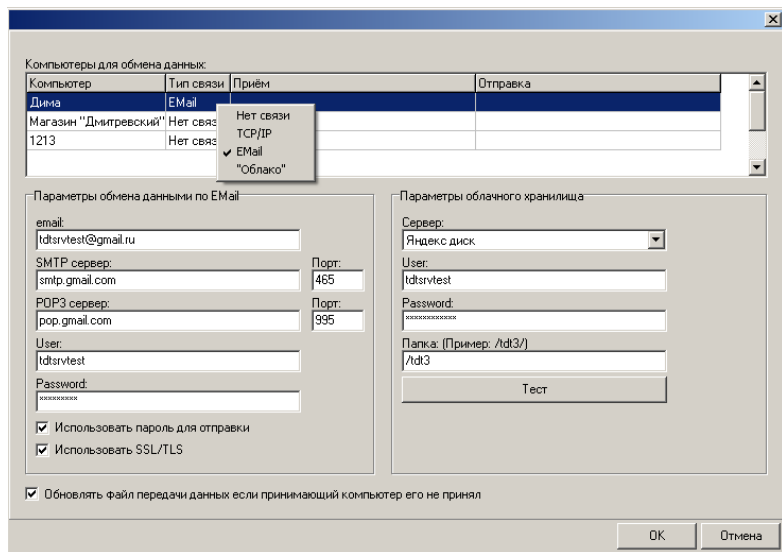 Компьютеры для обмена данных:
Компьютер Тип связи Приём Отправка
Дима EMail
Магазин "Дмитревский" Нет связ
1213 Нет связ
Нет связи
TCP/IP
EMail
"Облако"
Параметры обмена данными по EMail
email:
tdtsrvtest@gmail.ru
SMTP сервер: Порт:
smtp.gmail.com 465
POP3 сервер: Порт:
pop.gmail.com 995
User:
tdtsrvtest
Password:
×××××××××
Использовать пароль для отправки
Использовать SSL/TLS
Параметры облачного хранилища
Сервер:
Яндекс диск
User:
tdtsrvtest
Password:
××××××××××××
Папка: (Пример: /tdt3/)
/tdt3
Тест
Обновлять файл передачи данных если принимающий компьютер его не принял
OK Отмена